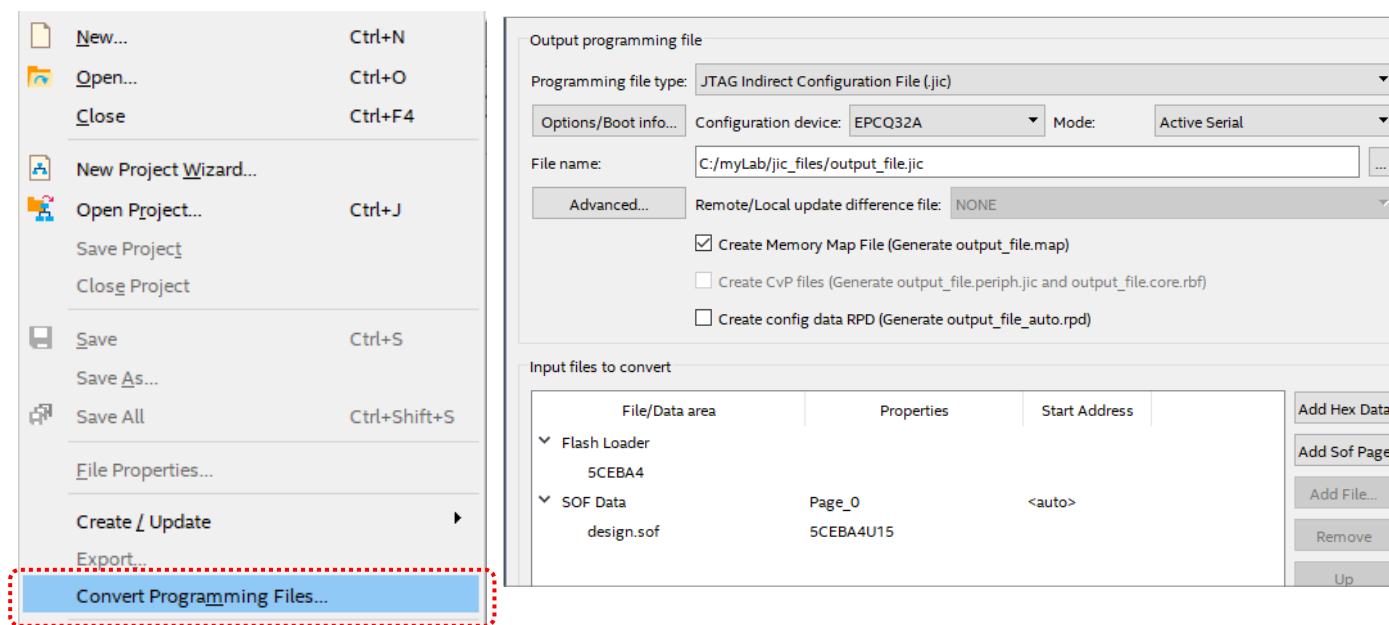 New... Ctrl+N
Open... Ctrl+O
Close Ctrl+F4
New Project Wizard...
Open Project... Ctrl+J
Save Project
Close Project
Save Ctrl+S
Save As...
Save All Ctrl+Shift+S
File Properties...
Create / Update
Export...
Convert Programming Files...
Output programming file
Programming file type: JTAG Indirect Configuration File (.jic)
Options/Boot info... Configuration device: EPCQ32A Mode: Active Serial
File name: C:/myLab/jic_files/output_file.jic ...
Advanced... Remote/Local update difference file: NONE
Create Memory Map File (Generate output_file.map)
Create CvP files (Generate output_file.periph.jic and output_file.core.rbf)
Create config data RPD (Generate output_file_auto.rpd)
Input files to convert
File/Data area Properties Start Address
Add Hex Data
Flash Loader
Add Sof Page
5CEBA4
Add File...
SOF Data Page_0 <auto>
design.sof 5CEBA4U15
Remove
Up